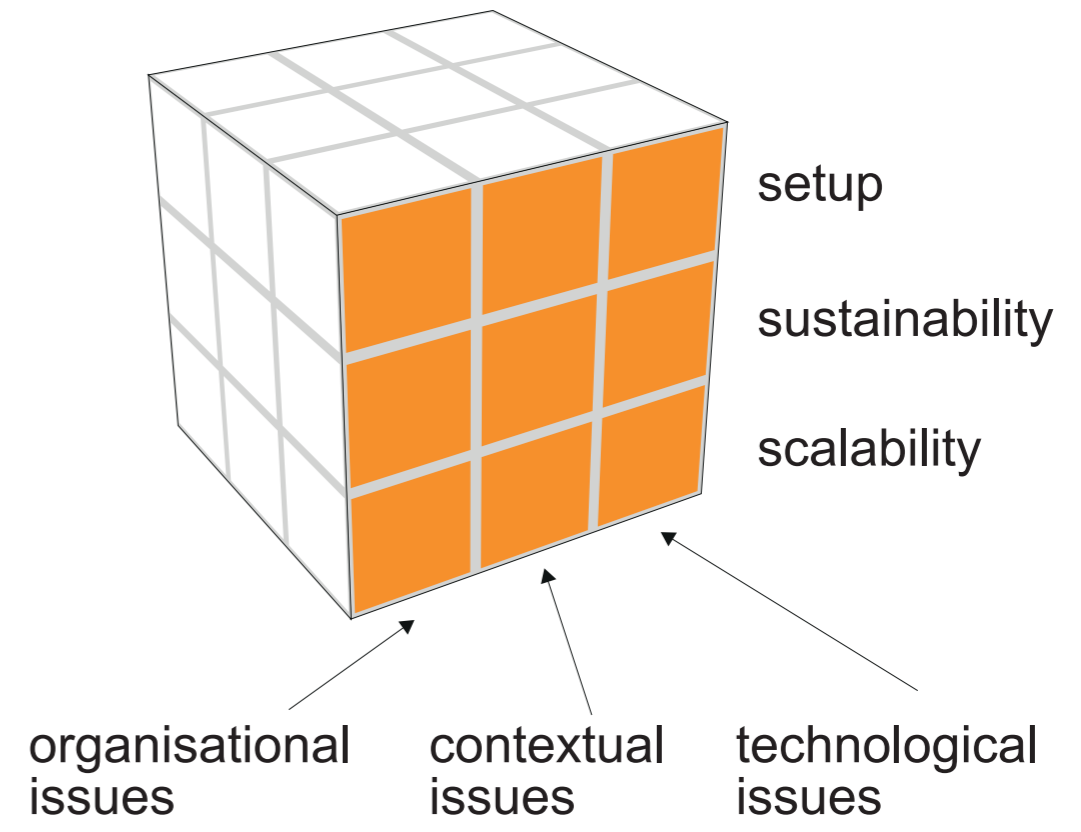 setup
sustainability
scalability
organisational
issues
contextual
issues
technological
issues